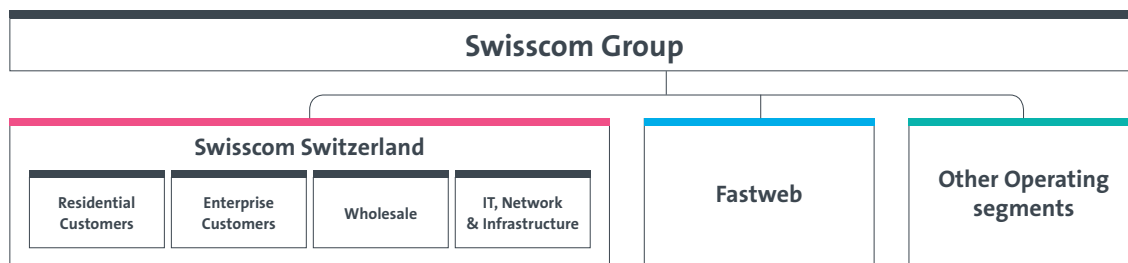 Swisscom Group
Swisscom Switzerland
Residential
Customers
Enterprise
Customers
Wholesale
IT, Network
& Infrastructure
Fastweb
Other Operating
segments